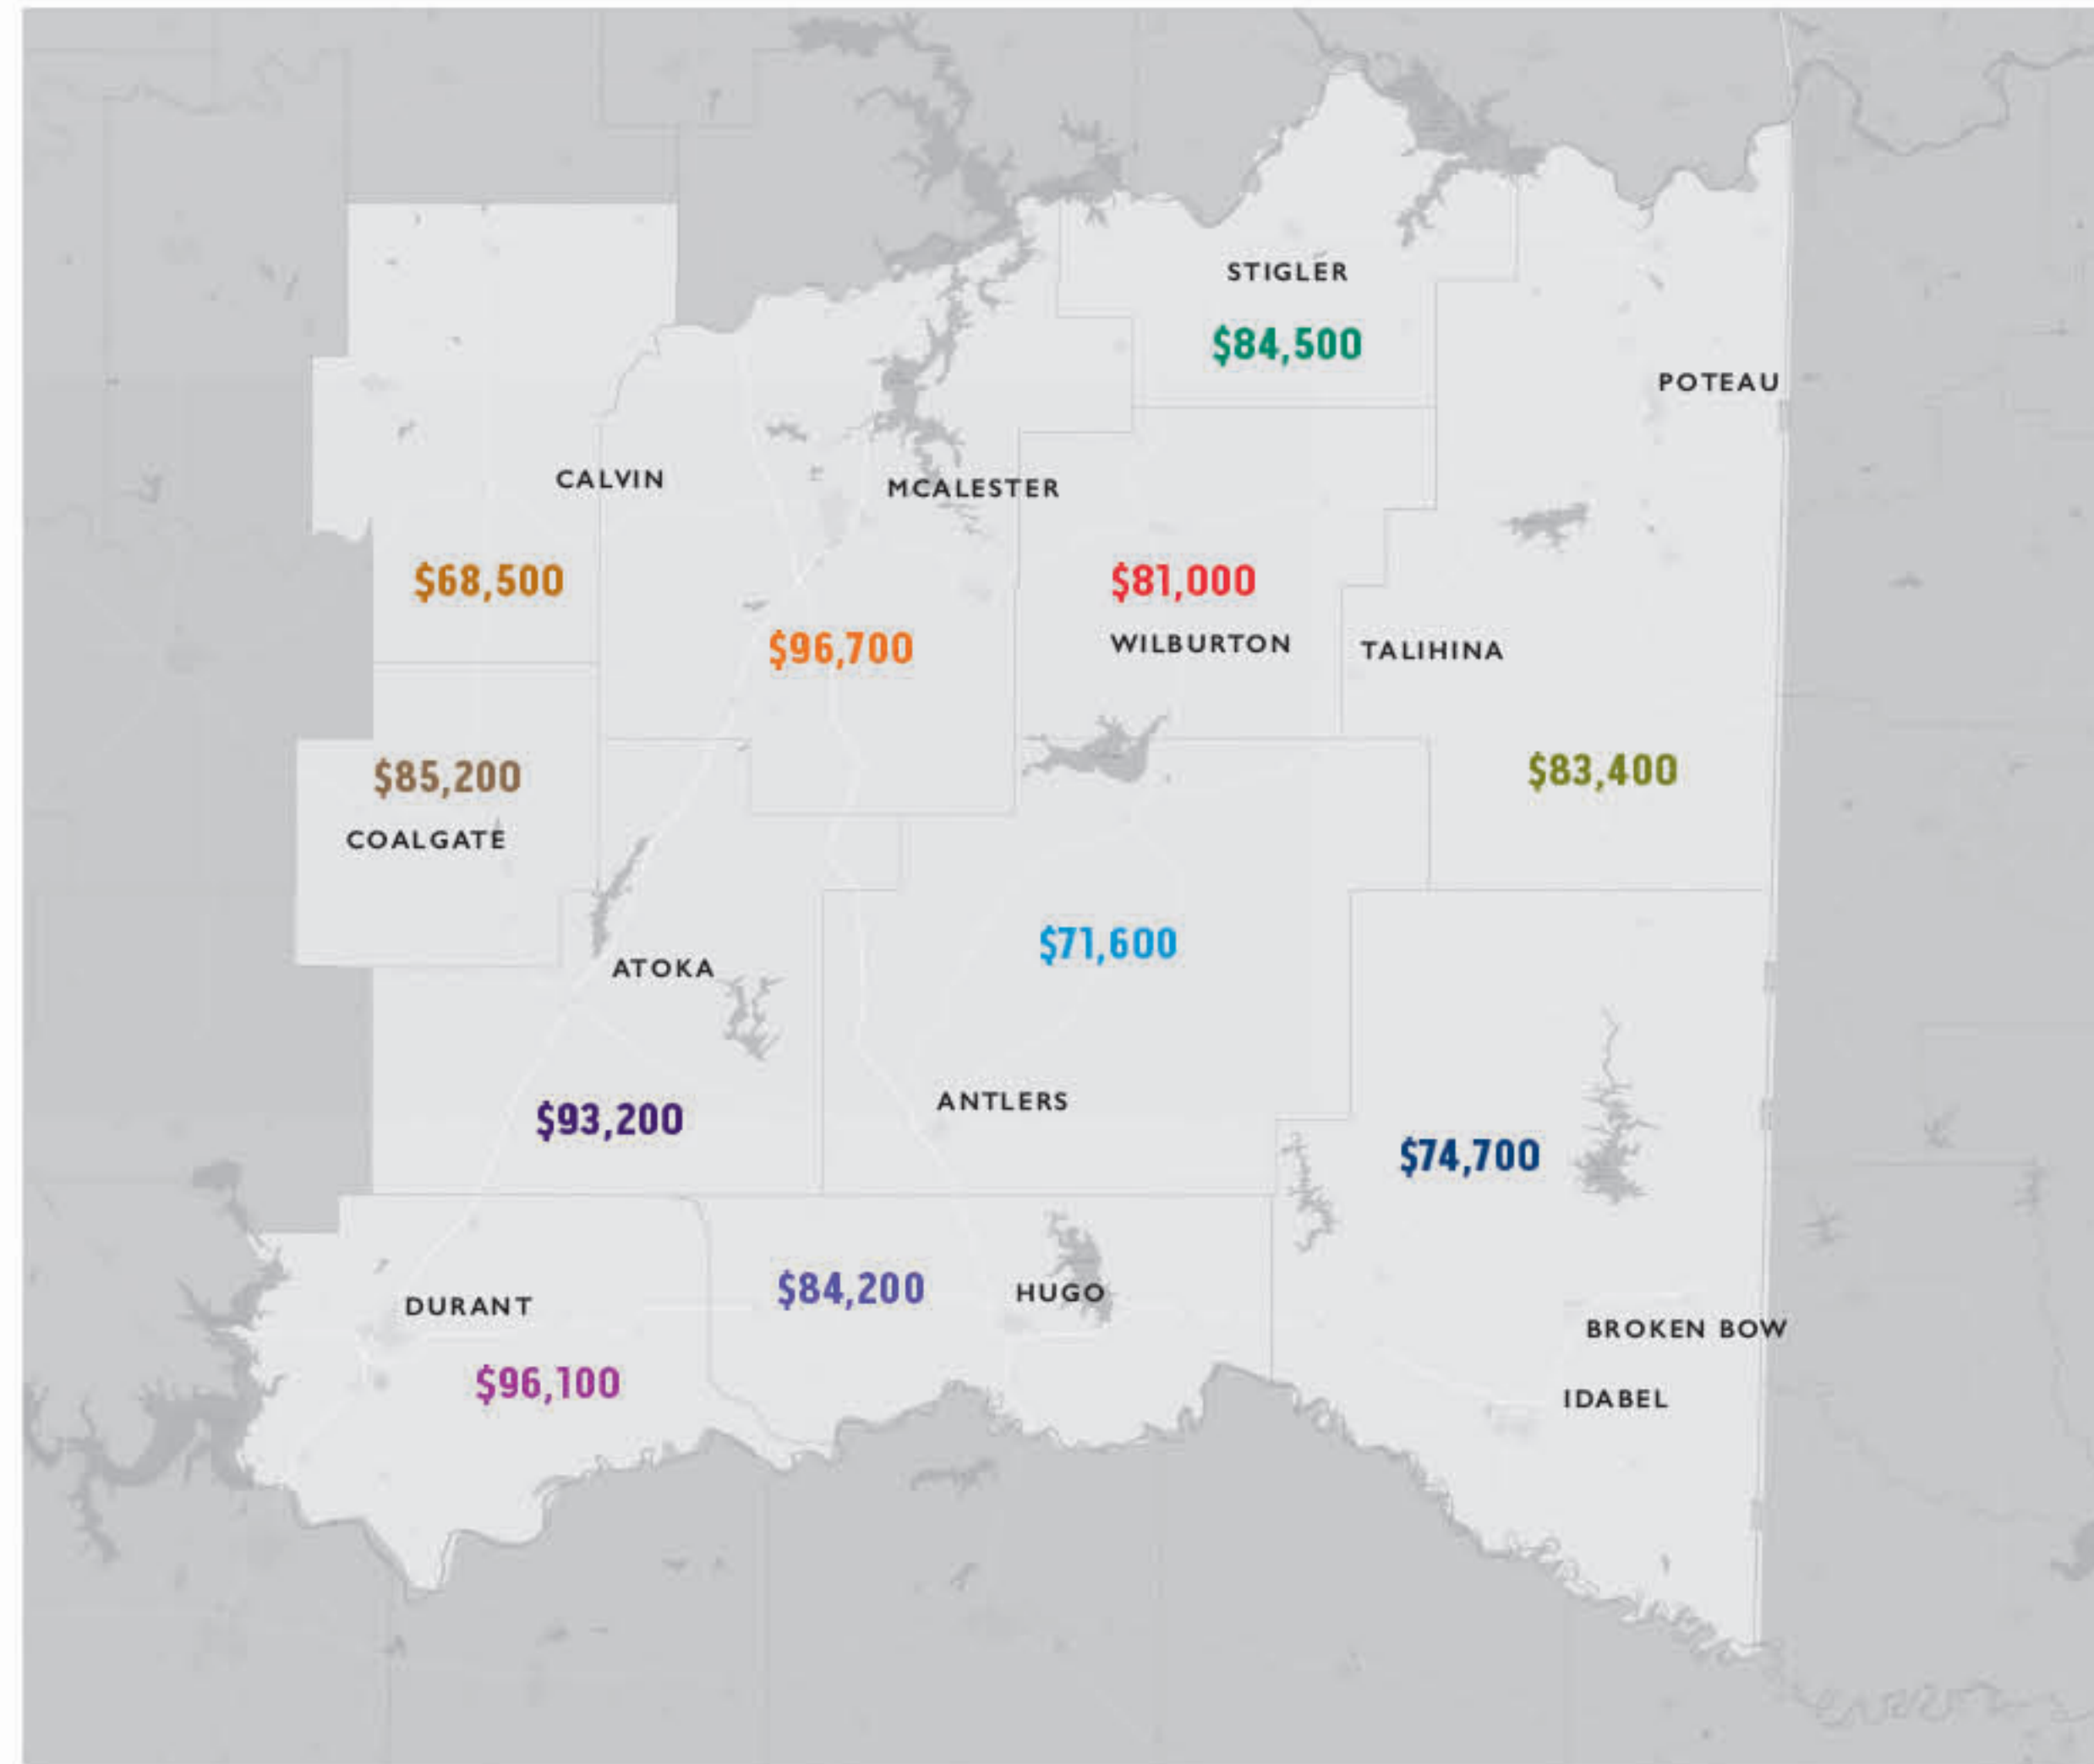 STIGLER
$84,500
POTEAU
CALVIN
MCALESTER
$68,500
$81,000
$96,700
WILBURTON
TALIHINA
$85,200
$83,400
COALGATE
$71,600
ATOKA
ANTLERS
$93,200
$74,700
$84,200
HUGO
DURANT
BROKEN BOW
$96,100
IDABEL